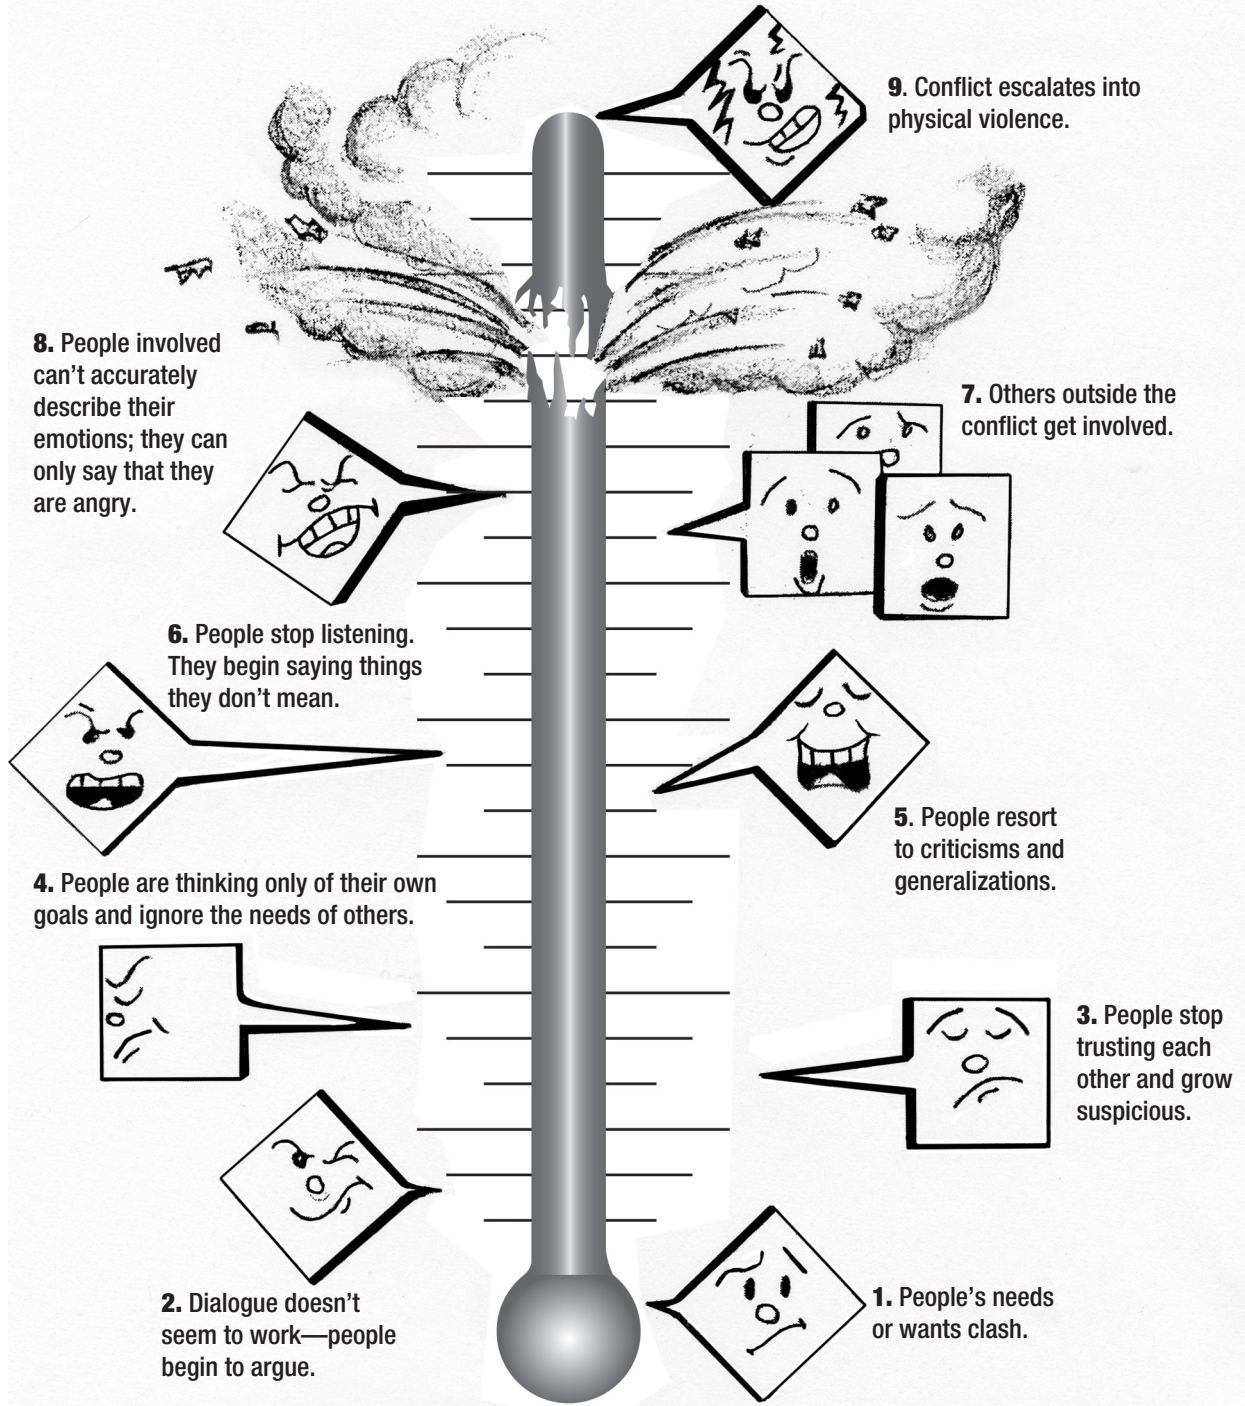 9. Conflict escalates into
physical violence.
8. People involved
can't accurately
describe their
emotions; they can
only say that they
are angry.
7. Others outside the
conflict get involved.
6. People stop listening.
They begin saying things
they don't mean.
5. People resort
to criticisms and
generalizations.
4. People are thinking only of their own
goals and ignore the needs of others.
3. People stop
trusting each
other and grow
suspicious.
2. Dialogue doesn't
seem to work—people
begin to argue.
1. People's needs
or wants clash.